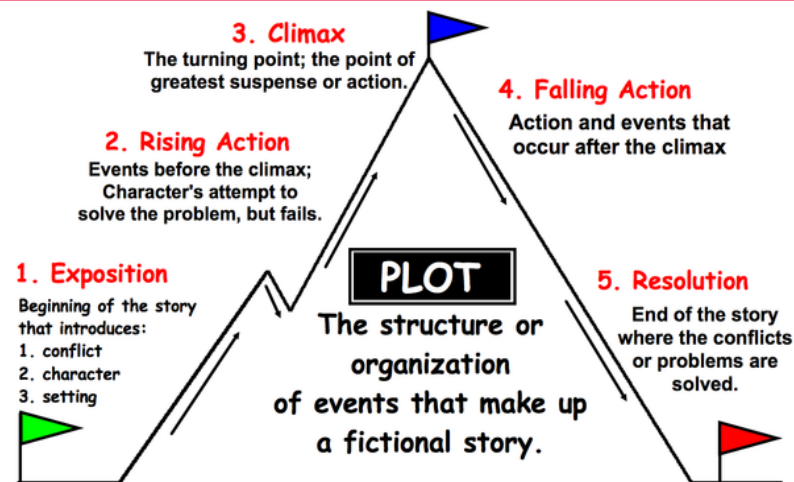 3. Climax
The turning point; the point of
greatest suspense or action.
4. Falling Action
Action and events that
occur after the climax
2. Rising Action
Events before the climax;
Character's attempt to
solve the problem, but fails.
1. Exposition
Beginning of the story
that introduces:
1. conflict
2. character
3. setting
PLOT
The structure or
organization
of events that make up
a fictional story.
5. Resolution
End of the story
where the conflicts
or problems are
solved.